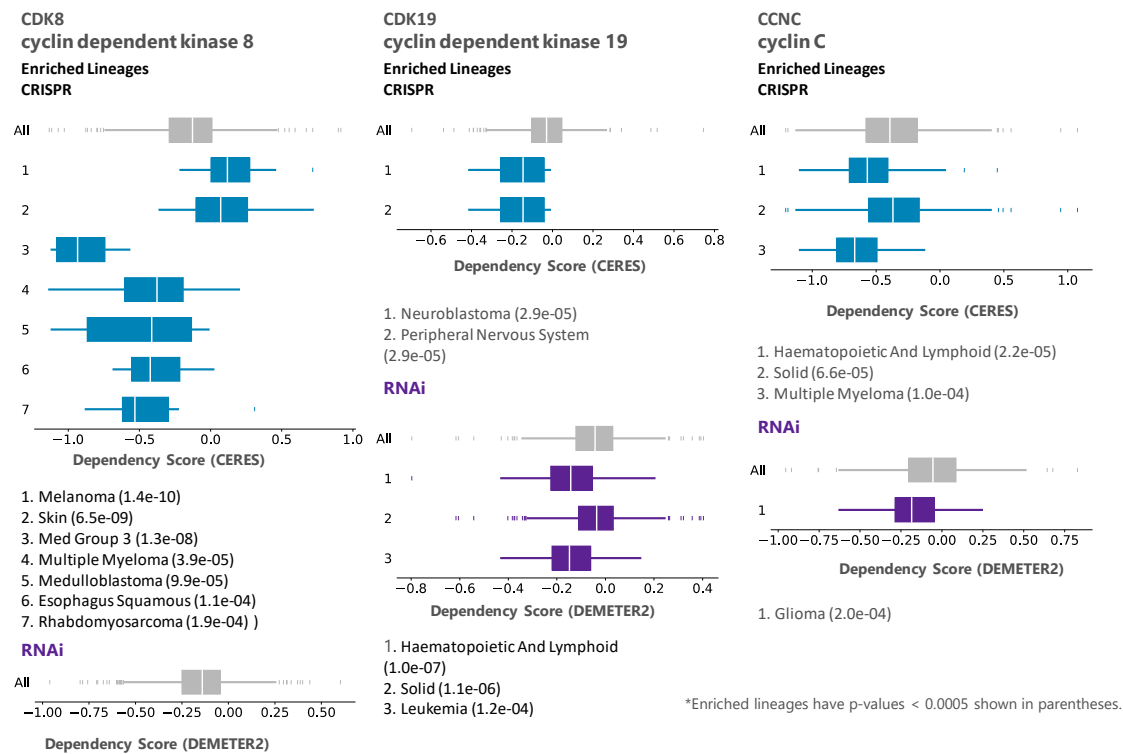 CDK8
cyclin dependent kinase 8
Enriched Lineages
CRISPR
All
1
2
3
4
5
6
7
−1.0 −0.5 0.0 0.5 1.0
Dependency Score (CERES)
1. Melanoma (1.4e-10)
2. Skin (6.5e-09)
3. Med Group 3 (1.3e-08)
4. Multiple Myeloma (3.9e-05)
5. Medulloblastoma (9.9e-05)
6. Esophagus Squamous (1.1e-04)
7. Rhabdomyosarcoma (1.9e-04) )
RNAi
All
−1.00 −0.75 −0.50 −0.25 0.00 0.25 0.50
Dependency Score (DEMETER2)
CDK19
cyclin dependent kinase 19
Enriched Lineages
CRISPR
All
1
2
−0.6 −0.4 −0.2 0.0 0.2 0.4 0.6 0.8
Dependency Score (CERES)
1. Neuroblastoma (2.9e-05)
2. Peripheral Nervous System
(2.9e-05)
RNAi
All
1
2
3
−0.8 −0.6 −0.4 −0.2 0.0 0.2 0.4
Dependency Score (DEMETER2)
1. Haematopoietic And Lymphoid
(1.0e-07)
2. Solid (1.1e-06)
3. Leukemia (1.2e-04)
CCNC
cyclin C
Enriched Lineages
CRISPR
All
1
2
3
−1.0 −0.5 0.0 0.5 1.0
Dependency Score (CERES)
1. Haematopoietic And Lymphoid (2.2e-05)
2. Solid (6.6e-05)
3. Multiple Myeloma (1.0e-04)
RNAi
All
1
−1.00 −0.75 −0.50 −0.25 0.00 0.25 0.50 0.75
Dependency Score (DEMETER2)
1. Glioma (2.0e-04)
*Enriched lineages have p-values < 0.0005 shown in parentheses.